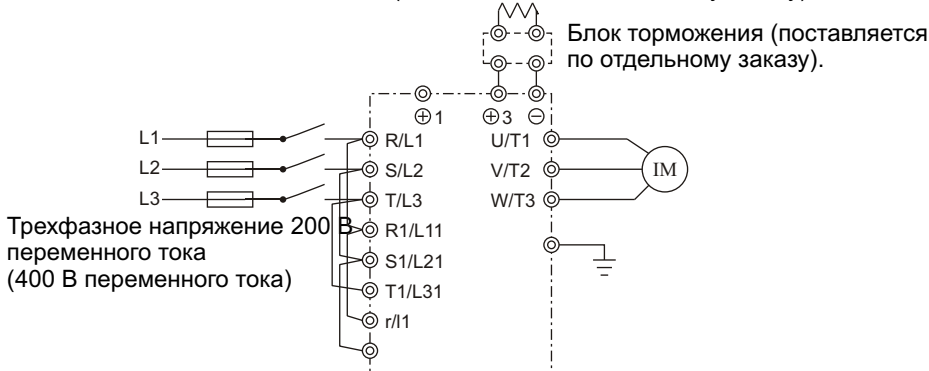 Блок торможения (поставляется
по отдельному заказу).
⊕1 ⊕3 ⊖
L1 R/L1 U/T1
L2 S/L2 V/T2 IM
L3 T/L3 W/T3
Трехфазное напряжение 200 В
переменного тока
(400 В переменного тока)
R1/L11
S1/L21
T1/L31
r/l1